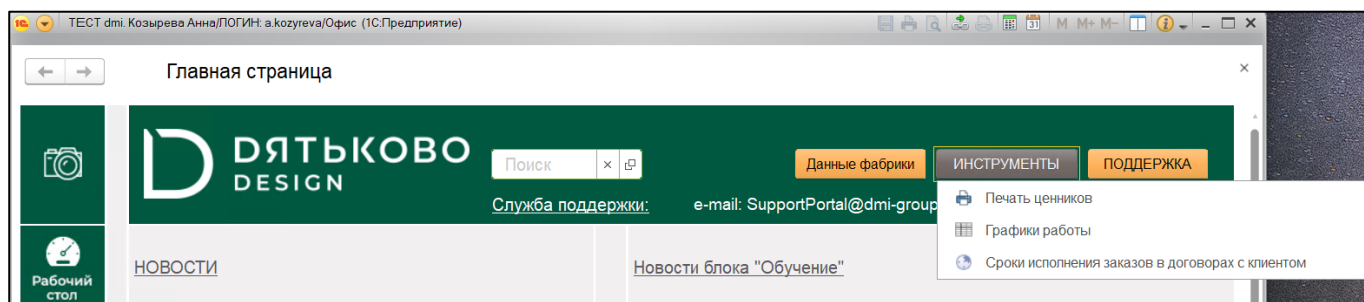 ТЕСТ dmi. Козырева Анна/ЛОГИН: a.kozyreva/Офис (1С:Предприятие)
M M+ M-
31
Главная страница
DЯТЬКОВО
DESIGN
Поиск
Данные фабрики
ИНСТРУМЕНТЫ
ПОДДЕРЖКА
Служба поддержки:
e-mail: SupportPortal@dmi-group
Печать ценников
Графики работы
Сроки исполнения заказов в договорах с клиентом
Рабочий
стол
НОВОСТИ
Новости блока "Обучение"